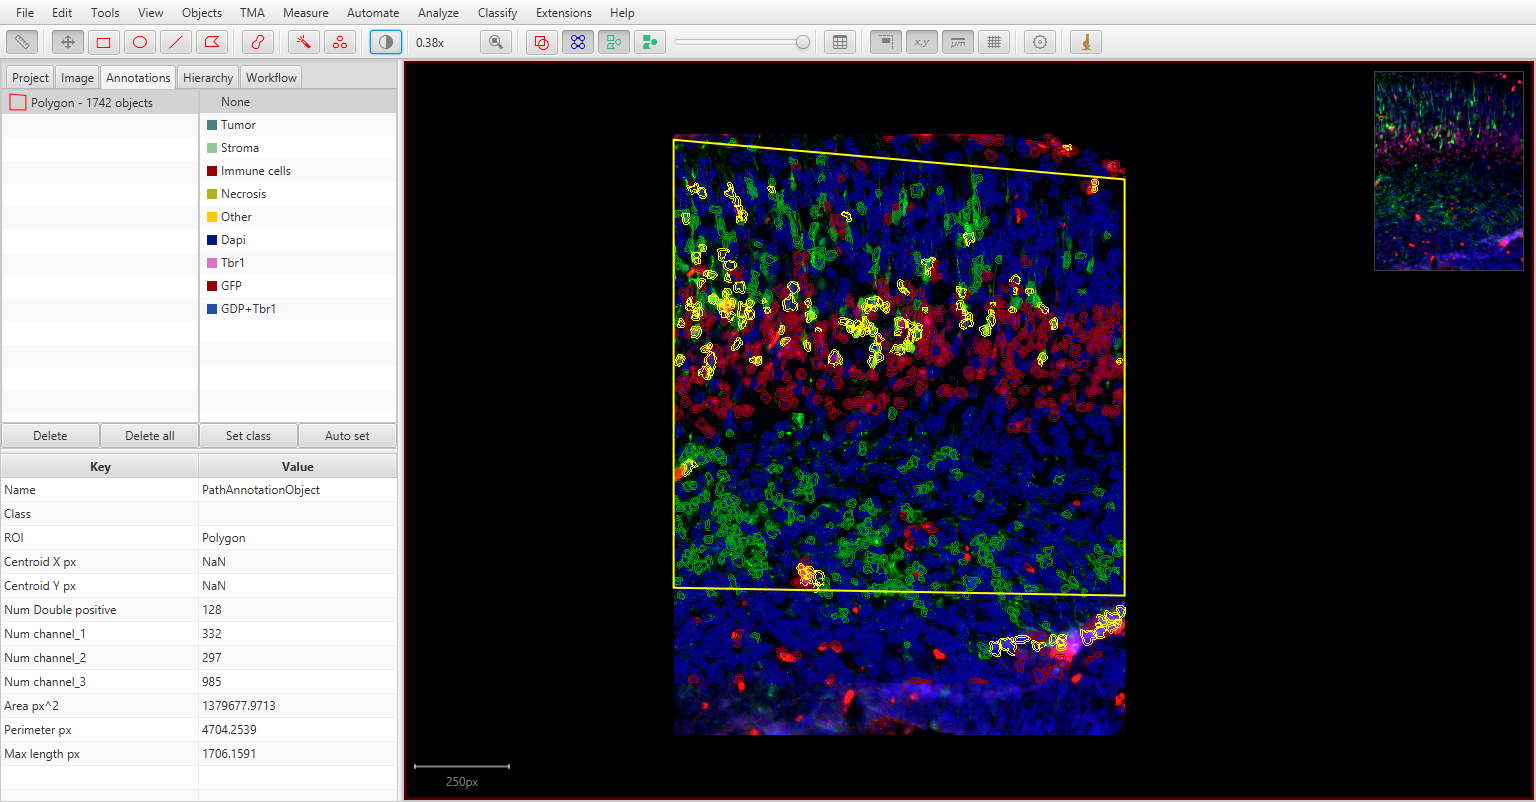 File Edit Tools View Objects TMA Measure Automate Analyze Classify Extensions Help
0.38x
x,y
μm
Project Image Annotations Hierarchy Workflow
Polygon - 1742 objects
None
Tumor
Stroma
Immune cells
Necrosis
Other
Dapi
Tbr1
GFP
GDP+Tbr1
Delete Delete all Set class Auto set
Key Value
Name PathAnnotationObject
Class
ROI Polygon
Centroid X px NaN
Centroid Y px NaN
Num Double positive 128
Num channel_1 332
Num channel_2 297
Num channel_3 985
Area px^2 1379677.9713
Perimeter px 4704.2539
Max length px 1706.1591
250px